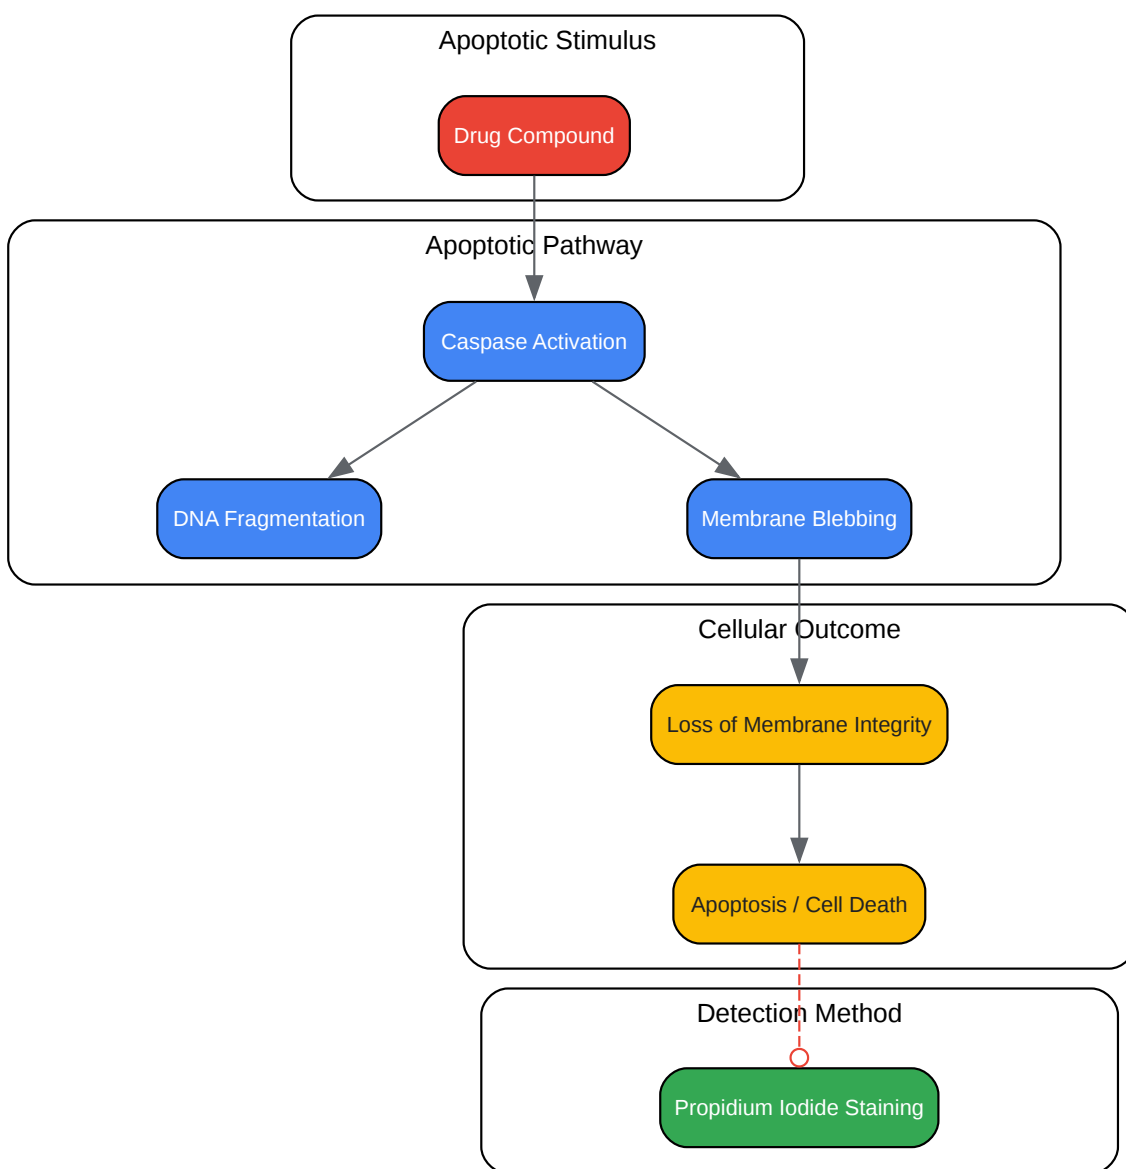 Apoptotic Stimulus
Drug Compound
Apoptotic Pathway
Caspase Activation
DNA Fragmentation
Membrane Blebbing
Cellular Outcome
Loss of Membrane Integrity
Apoptosis / Cell Death
Detection Method
Propidium Iodide Staining